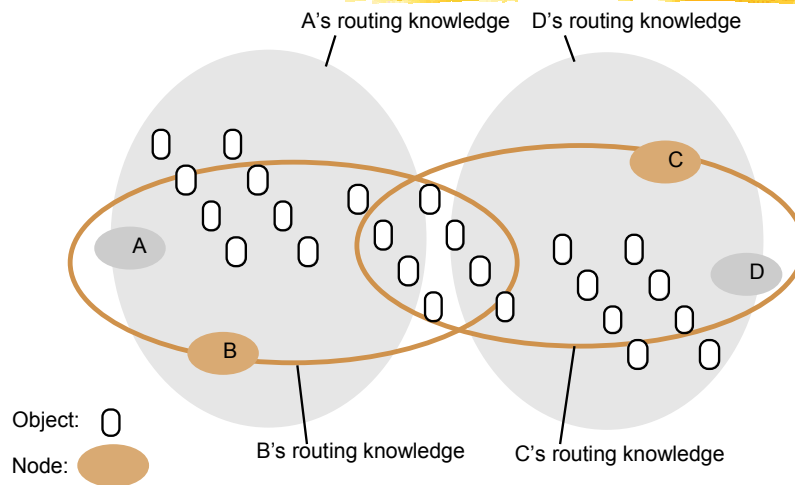 A's routing knowledge D's routing knowledge
C
A
D
B
Object:
B's routing knowledge C's routing knowledge
Node: